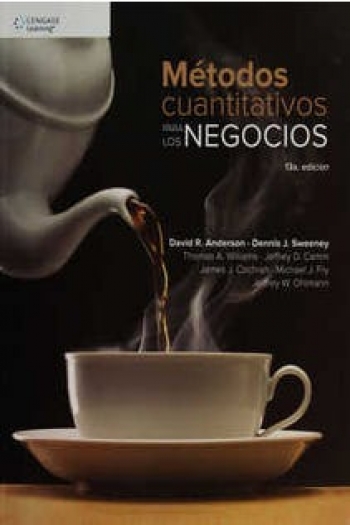 CENGAGE
Learning
Métodos
cuantitativos
PARA
LOS NEGOCIOS
13a. edición
David R. Anderson · Dennis J. Sweeney
Thomas A. Williams · Jeffrey D. Camm
James J. Cochran · Michael J. Fry
Jeffrey W. Ohlmann